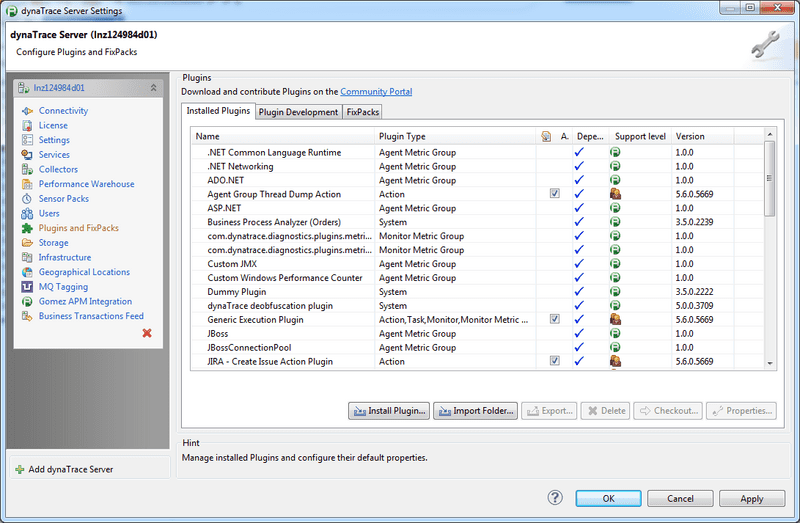 dynaTrace Server Settings
dynaTrace Server (lnz124984d01)
Configure Plugins and FixPacks
lnz124984d01
Connectivity
License
Settings
Services
Collectors
Performance Warehouse
Sensor Packs
Users
Plugins and FixPacks
Storage
Infrastructure
Geographical Locations
MQ Tagging
Gomez APM Integration
Business Transactions Feed
Add dynaTrace Server
Plugins
Download and contribute Plugins on the Community Portal
Installed Plugins Plugin Development FixPacks
Name Plugin Type A. Depe... Support level Version
.NET Common Language Runtime Agent Metric Group 1.0.0
.NET Networking Agent Metric Group 1.0.0
ADO.NET Agent Metric Group 1.0.0
Agent Group Thread Dump Action Action 5.6.0.5669
ASP.NET Agent Metric Group 1.0.0
Business Process Analyzer (Orders) System 3.5.0.2239
com.dynatrace.diagnostics.plugins.metri... Monitor Metric Group 1.0.0
com.dynatrace.diagnostics.plugins.metri... Monitor Metric Group 1.0.0
Custom JMX Agent Metric Group 1.0.0
Custom Windows Performance Counter Agent Metric Group 1.0.0
Dummy Plugin System 3.5.0.2222
dynaTrace deobfuscation plugin System 5.0.0.3709
Generic Execution Plugin Action,Task,Monitor,Monitor Metric ... 5.6.0.5669
JBoss Agent Metric Group 1.0.0
JBossConnectionPool Agent Metric Group 1.0.0
JIRA - Create Issue Action Plugin Action 5.6.0.5669
Install Plugin... Import Folder... Export... Delete Checkout... Properties...
Hint
Manage installed Plugins and configure their default properties.
? OK Cancel Apply